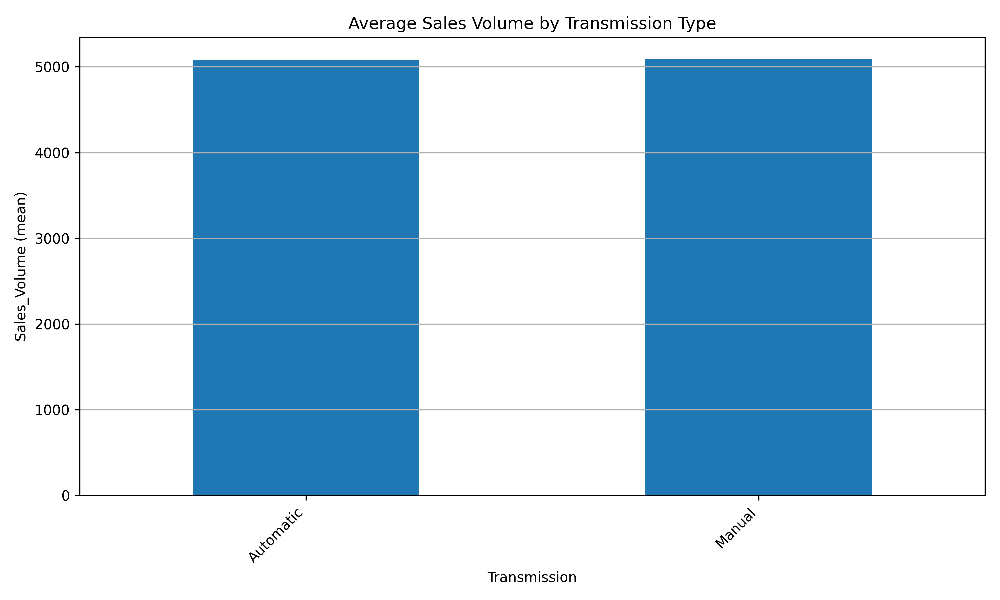 Average Sales Volume by Transmission Type
Sales_Volume (mean)
5000
4000
3000
2000
1000
0
Automatic
Manual
Transmission